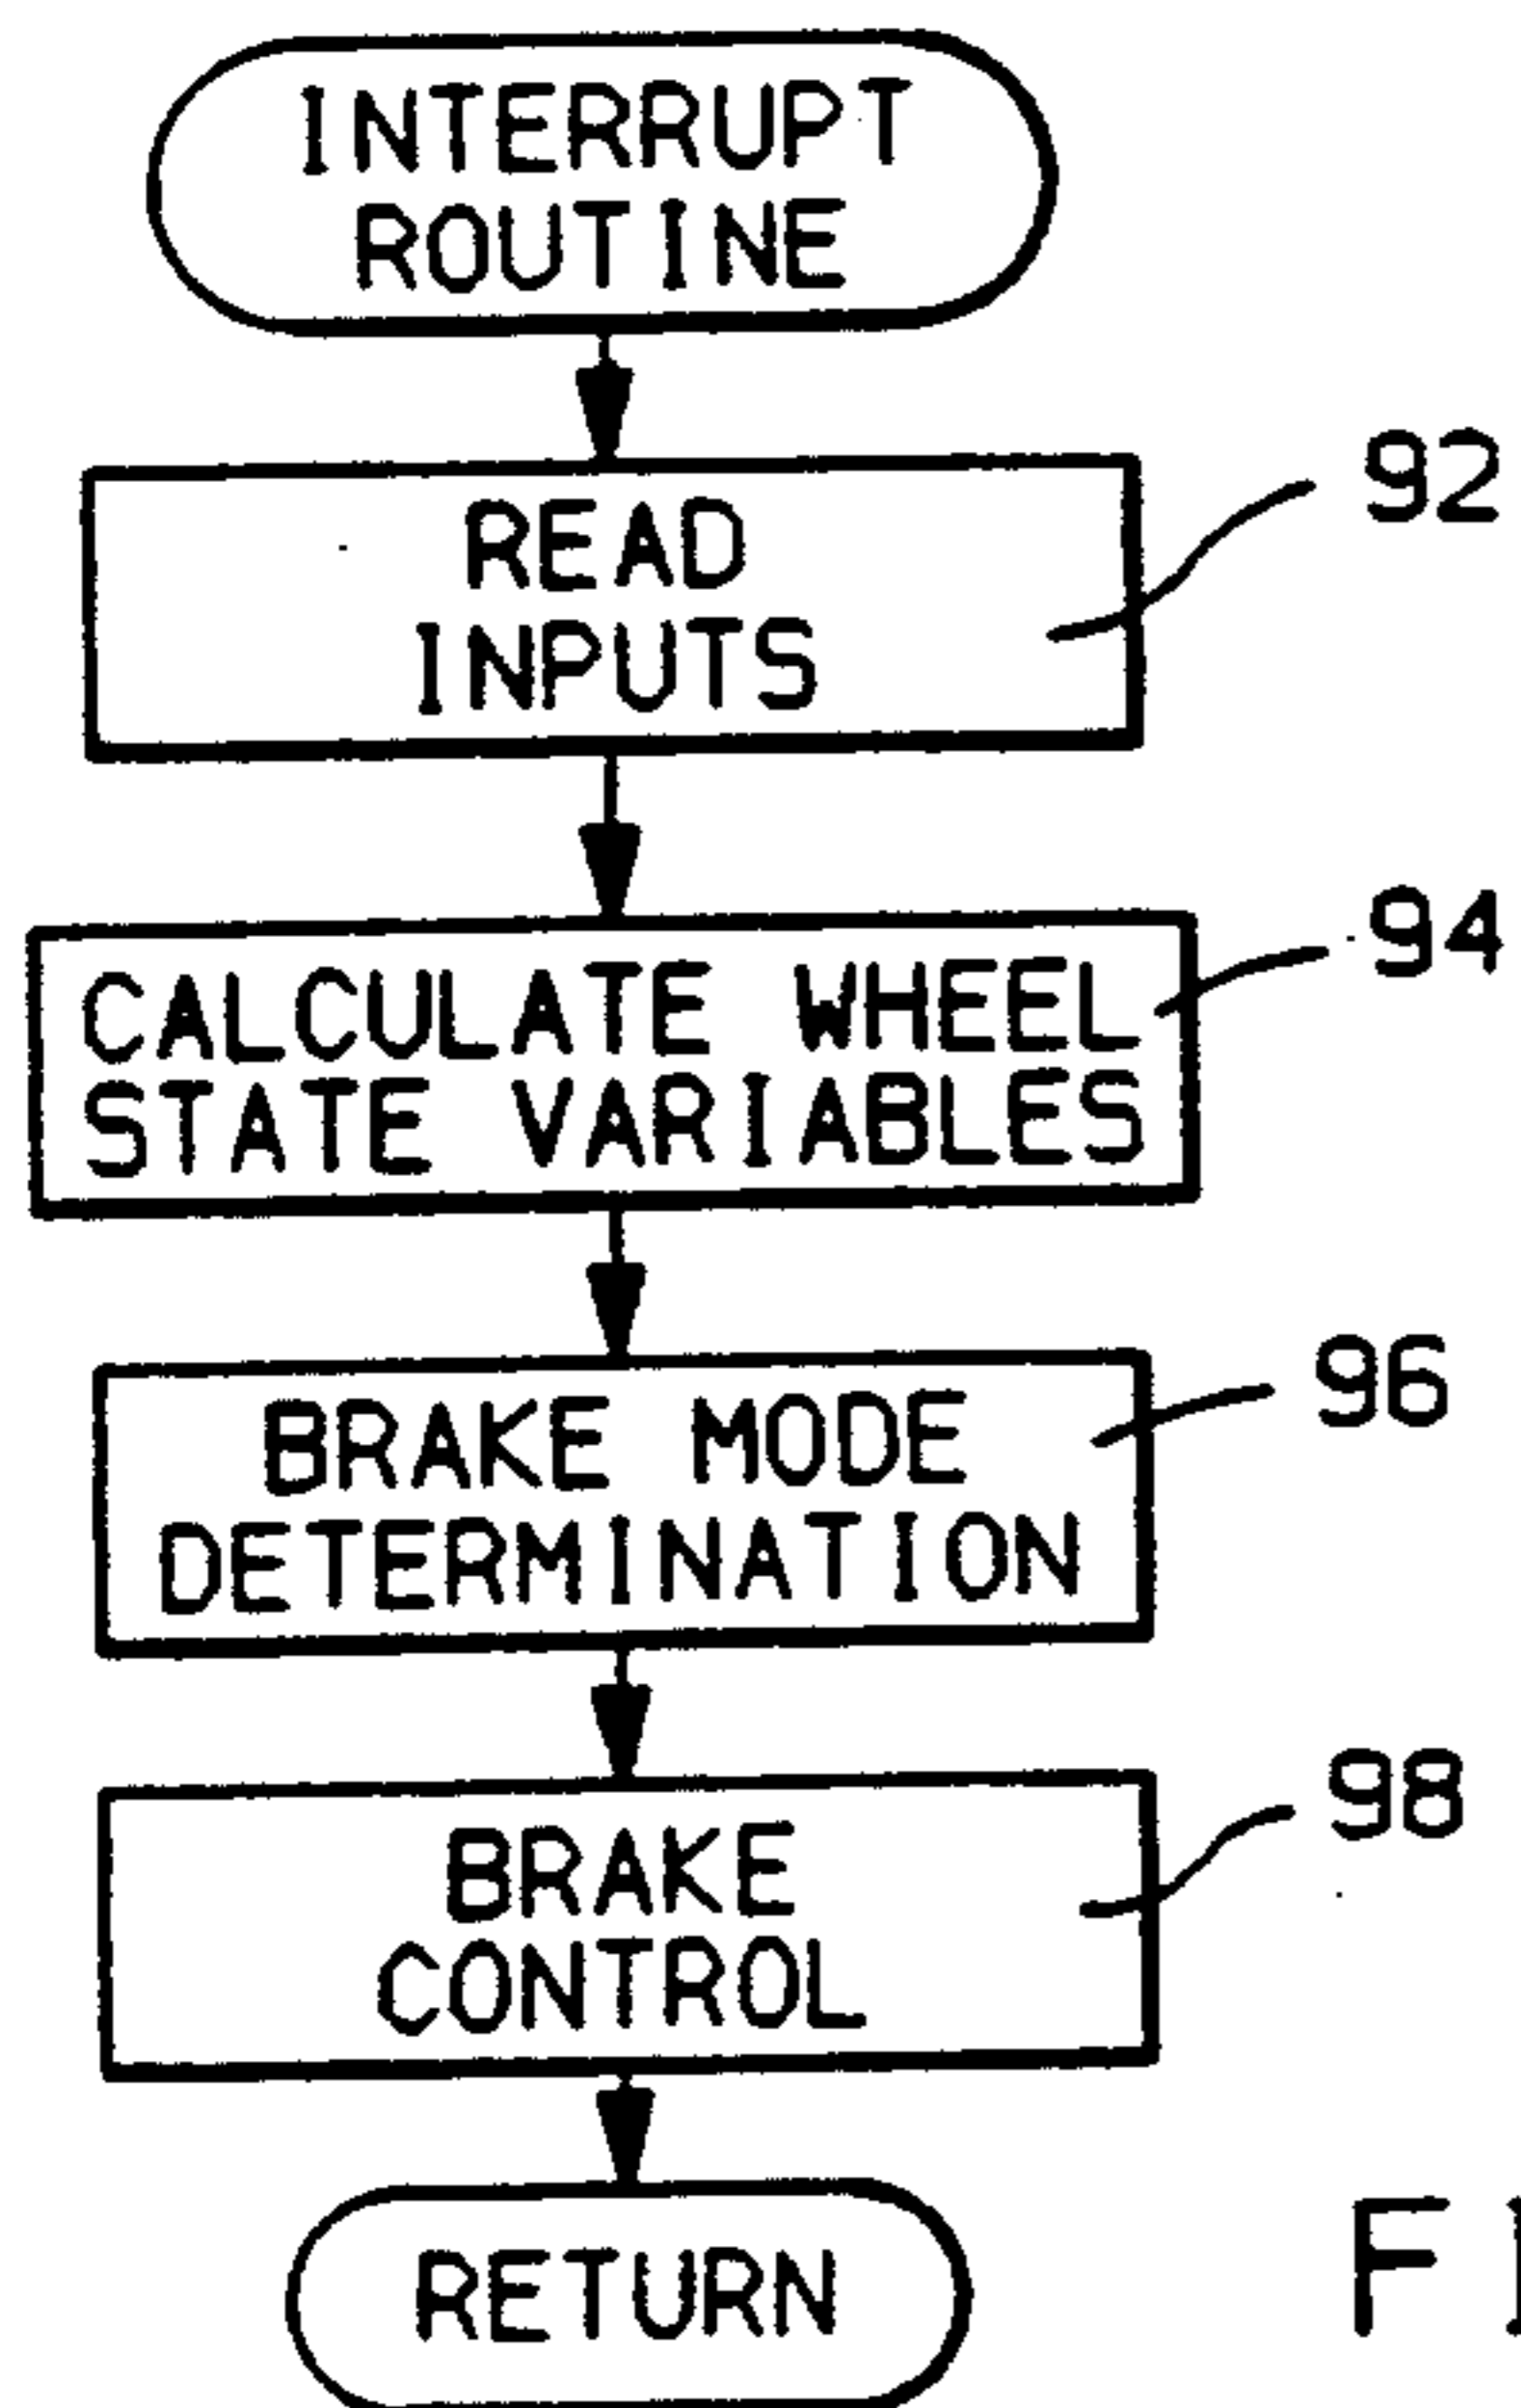 INTERRUPT
ROUTINE
READ
INPUTS
92
CALCULATE WHEEL
STATE VARIABLES
94
BRAKE MODE
DETERMINATION
96
BRAKE
CONTROL
98
RETURN